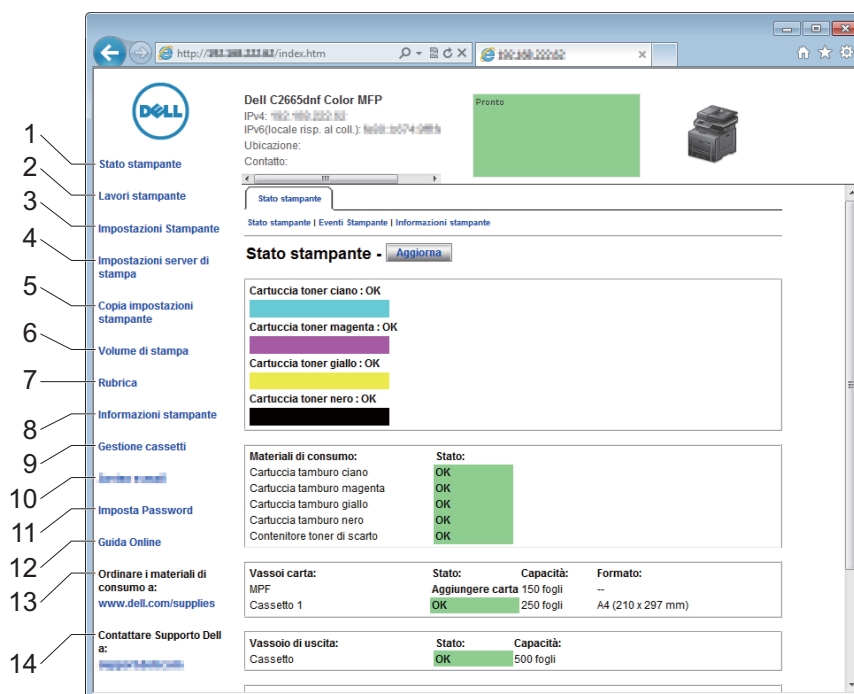 http:// /index.htm
DELL
Dell C2665dnf Color MFP
IPv4:
IPv6(locale risp. al coll.):
Ubicazione:
Contatto:
Pronto
1
Stato stampante
2
Lavori stampante
3
Impostazioni Stampante
4
Impostazioni server di
stampa
5
Copia impostazioni
stampante
6
Volume di stampa
7
Rubrica
8
Informazioni stampante
9
Gestione cassetti
10
11
Imposta Password
12
Guida Online
13
Ordinare i materiali di
consumo a:
www.dell.com/supplies
14
Contattare Supporto Dell
a:
Stato stampante
Stato stampante | Eventi Stampante | Informazioni stampante
Stato stampante - Aggiorna
Cartuccia toner ciano : OK
Cartuccia toner magenta : OK
Cartuccia toner giallo : OK
Cartuccia toner nero : OK
Materiali di consumo: Stato:
Cartuccia tamburo ciano OK
Cartuccia tamburo magenta OK
Cartuccia tamburo giallo OK
Cartuccia tamburo nero OK
Contenitore toner di scarto OK
Vassoi carta: Stato: Capacità: Formato:
MPF Aggiungere carta 150 fogli --
Cassetto 1 OK 250 fogli A4 (210 x 297 mm)
Vassoio di uscita: Stato: Capacità:
Cassetto OK 500 fogli